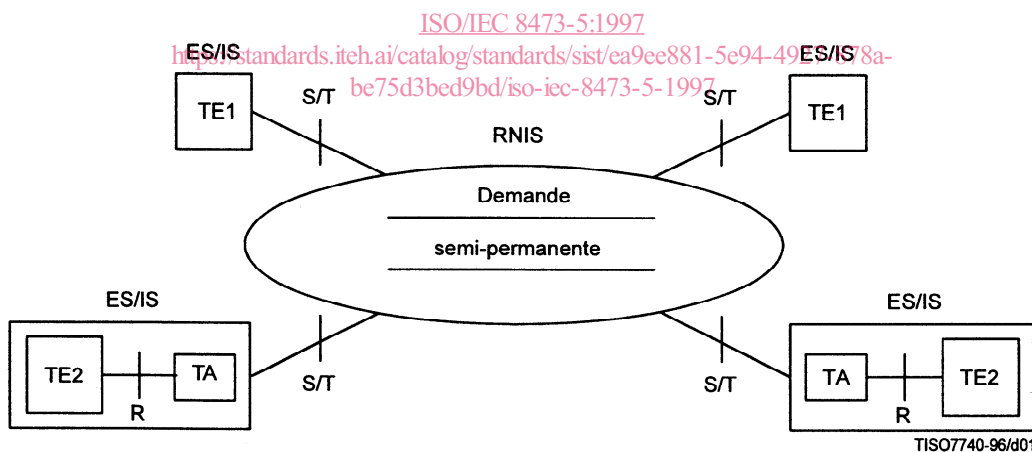 ISO/IEC 8473-5:1997
ES/IS
https://standards.iteh.ai/catalog/standards/sist/ea9ee881-5e94-4927-878a-
ES/IS
be75d3bed9bd/iso-iec-8473-5-1997
TE1
S/T
S/T
TE1
RNIS
Demande
semi-permanente
ES/IS
ES/IS
TE2
TA
R
S/T
S/T
TA
TE2
R
TISO7740-96/d01